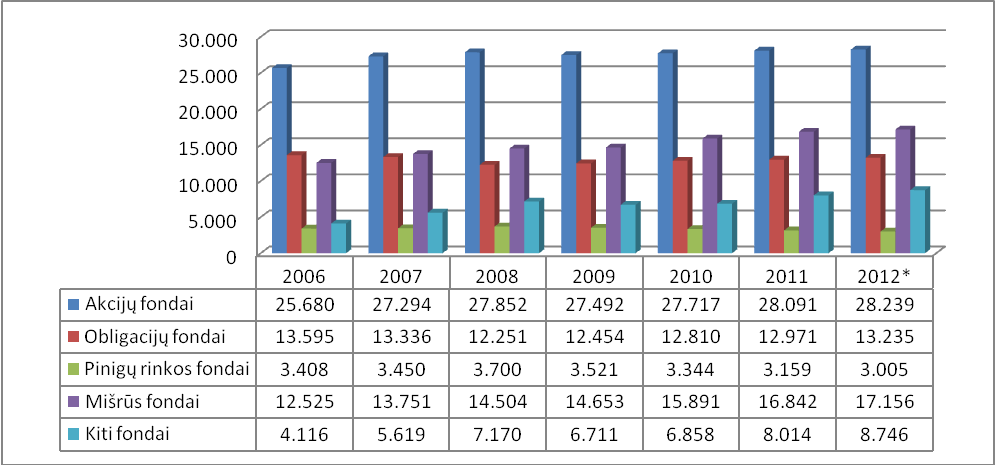 30.000
25.000
20.000
15.000
10.000
5.000
0
2006 2007 2008 2009 2010 2011 2012*
Akcijų fondai 25.680 27.294 27.852 27.492 27.717 28.091 28.239
Obligacijų fondai 13.595 13.336 12.251 12.454 12.810 12.971 13.235
Pinigų rinkos fondai 3.408 3.450 3.700 3.521 3.344 3.159 3.005
Mišrūs fondai 12.525 13.751 14.504 14.653 15.891 16.842 17.156
Kiti fondai 4.116 5.619 7.170 6.711 6.858 8.014 8.746